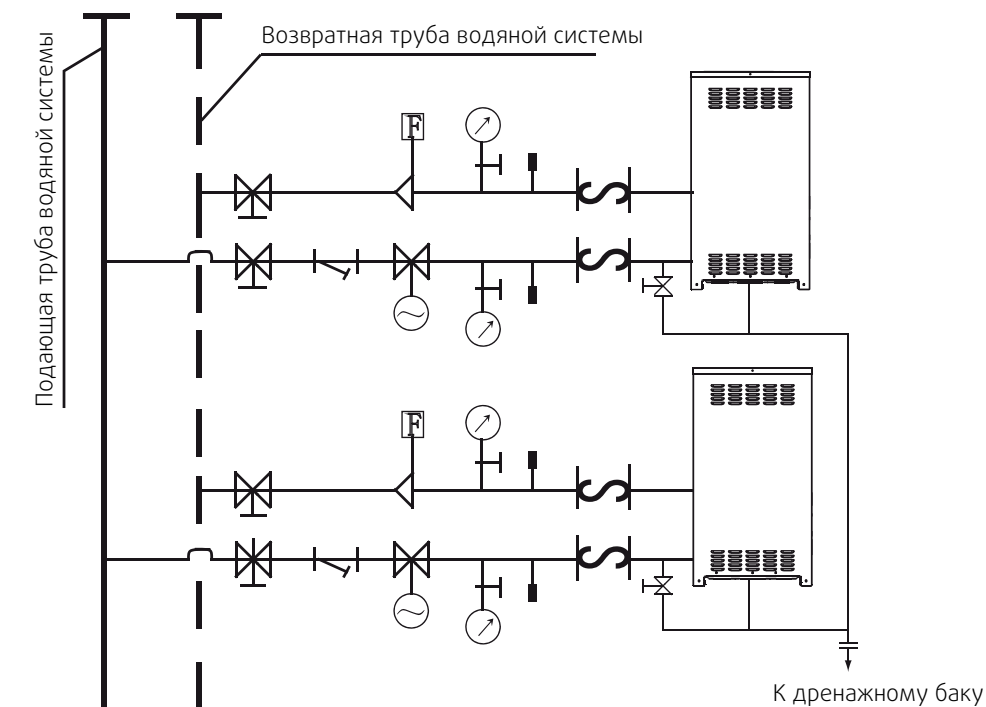 Возвратная труба водяной системы
Подающая труба водяной системы
F
F
К дренажному баку